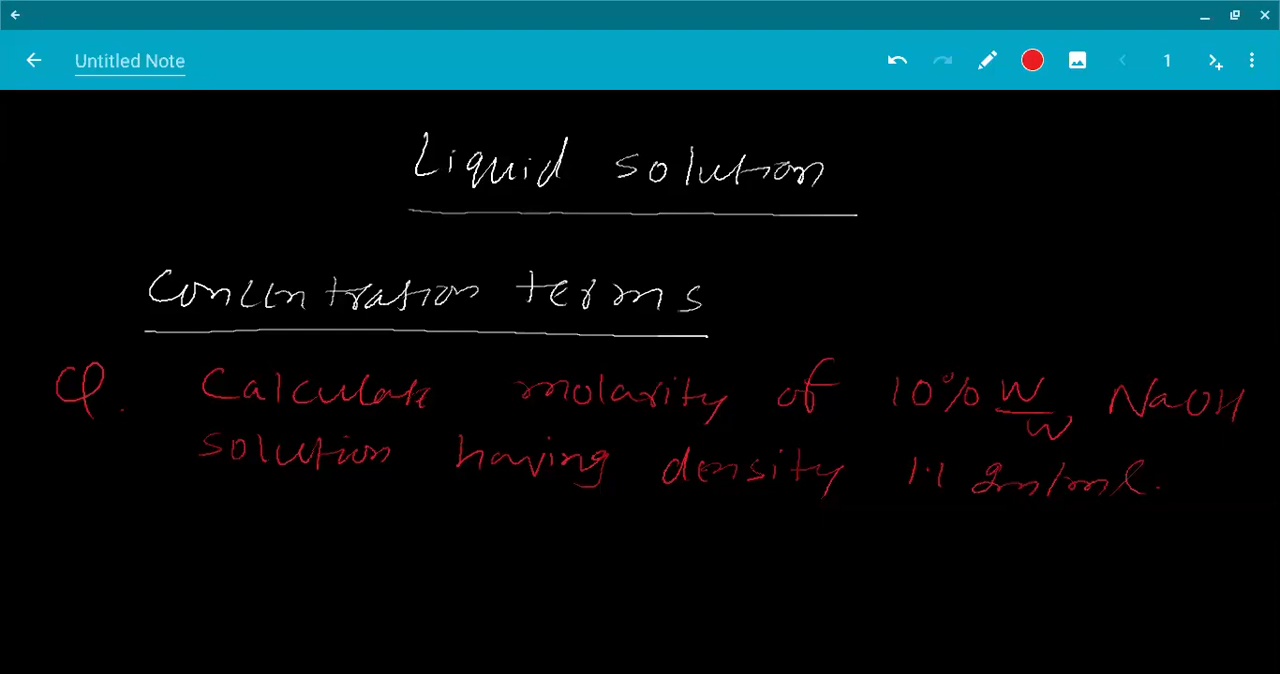 Untitled Note
1
Liquid solution
Concentration terms
Q. Calculate molarity of 10% W/W NaOH
solution having density 1.1 gm/ml.